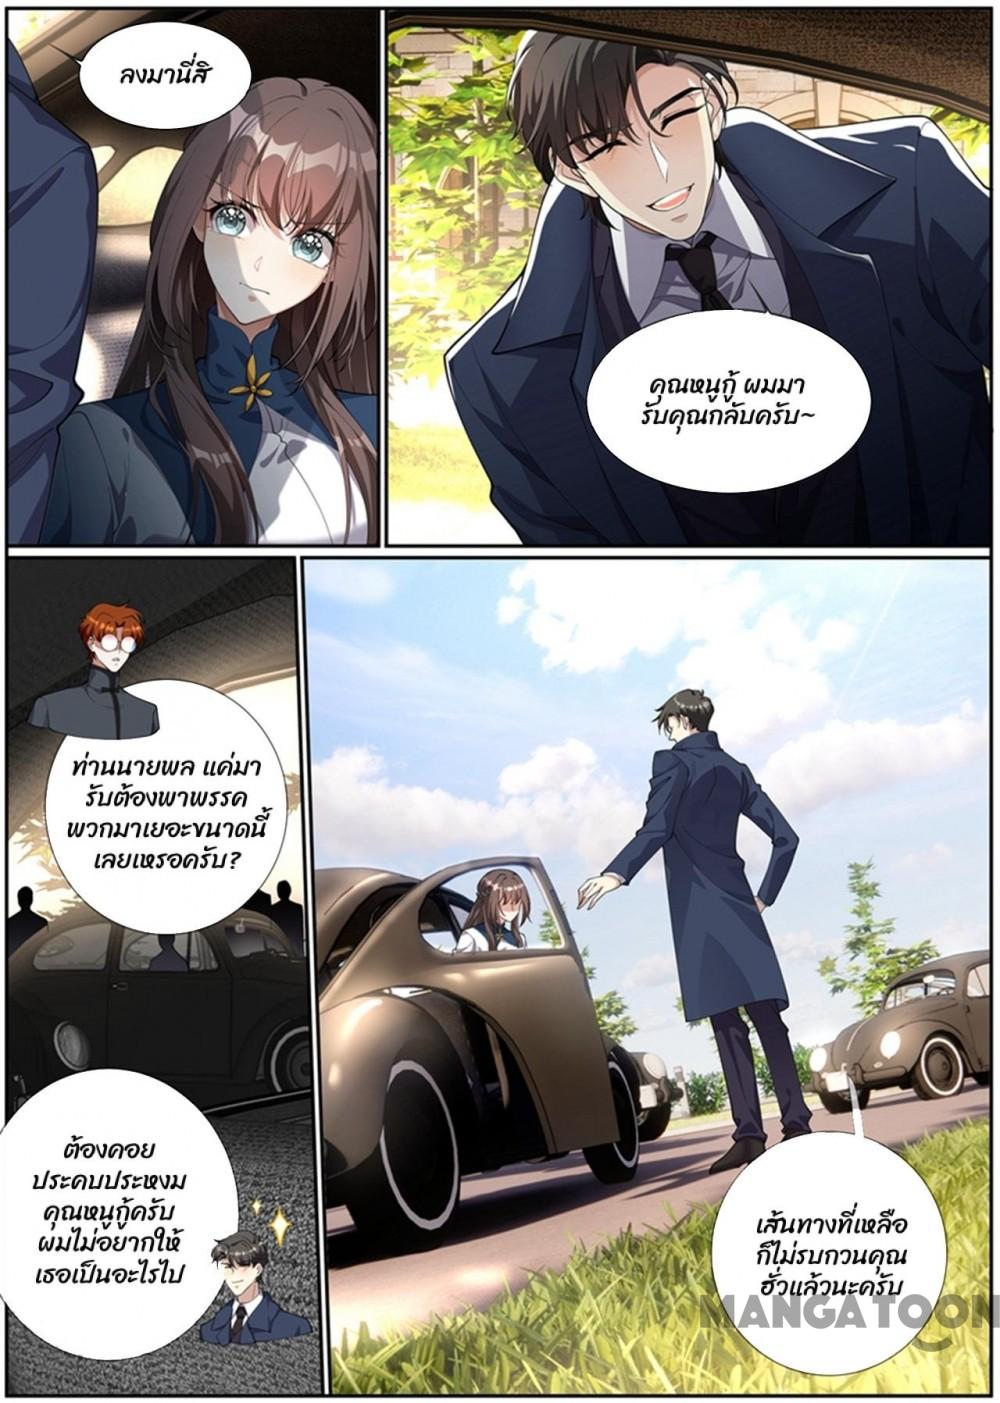 ลงมานี่สิ
คุณหนูกู้ ผมมา
รับคุณกลับครับ~
ท่านนายพล แค่มา
รับต้องพาพรรค
พวกมาเยอะขนาดนี้
เลยเหรอครับ?
ต้องคอย
ประคบประหงม
คุณหนูกู้ครับ
ผมไม่อยากให้
เธอเป็นอะไรไป
เส้นทางที่เหลือ
ก็ไม่รบกวนคุณ
ฮั่วแล้วนะครับ
MANGATOON